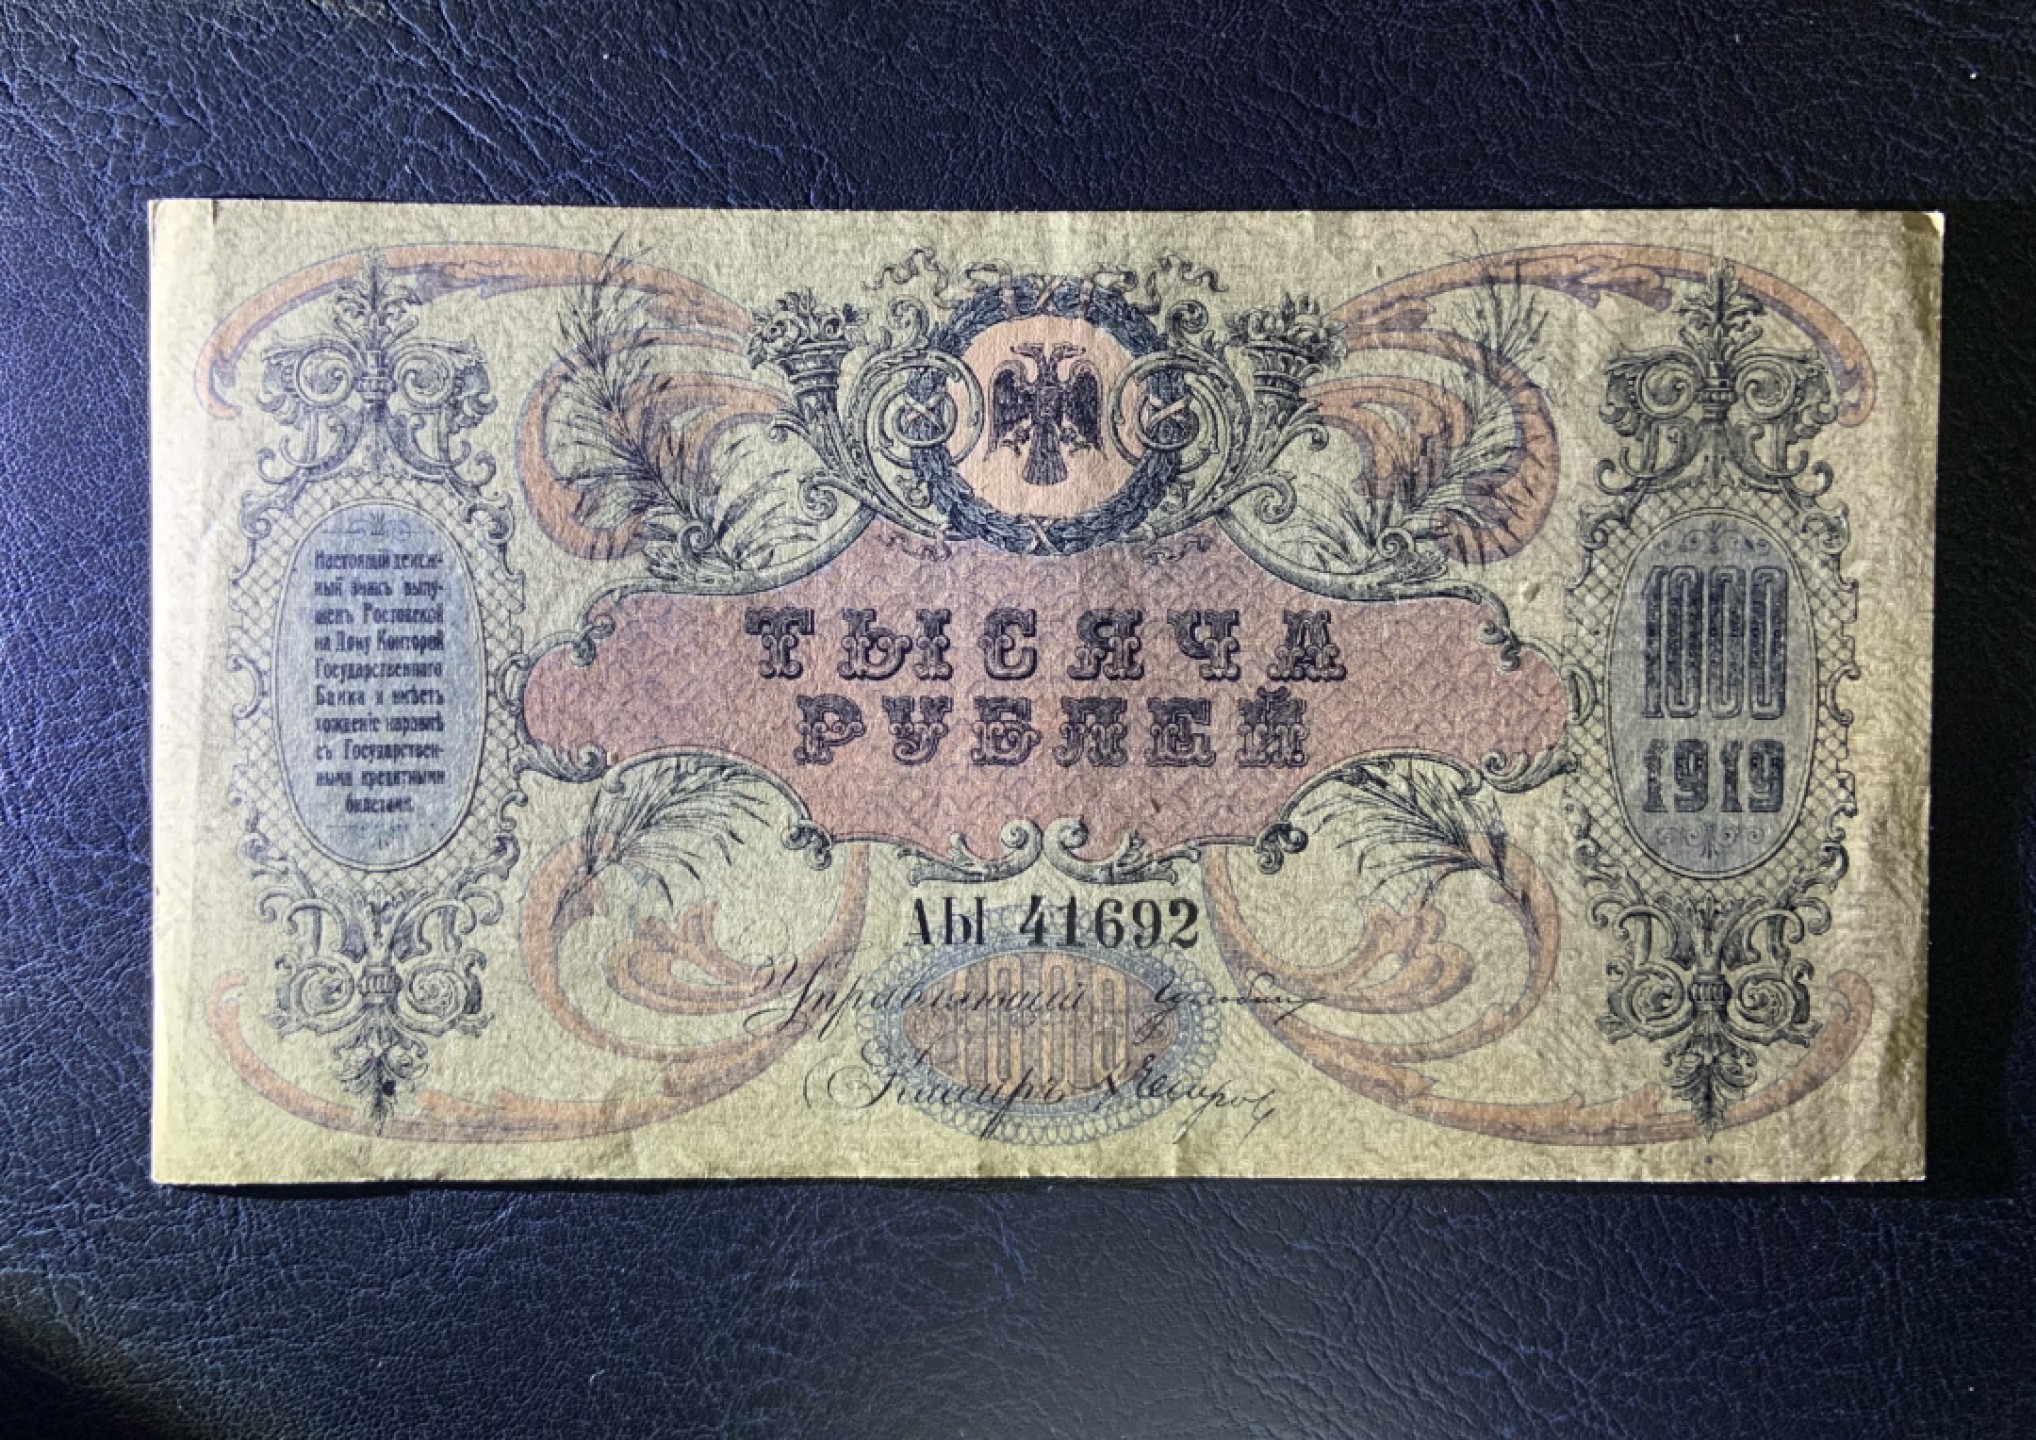 Настоящій денеж-
ный знакъ выпу-
щенъ Ростовской
на Дону Конторой
Государственнаго
Банка и имѣетъ
хожденіе наравнѣ
съ Государствен-
ными кредитными
билетами.
ТЫСЯЧА
РУБЛЕЙ
1000
1919
АЫ 41692
1000
Управляющій
Кассиръ